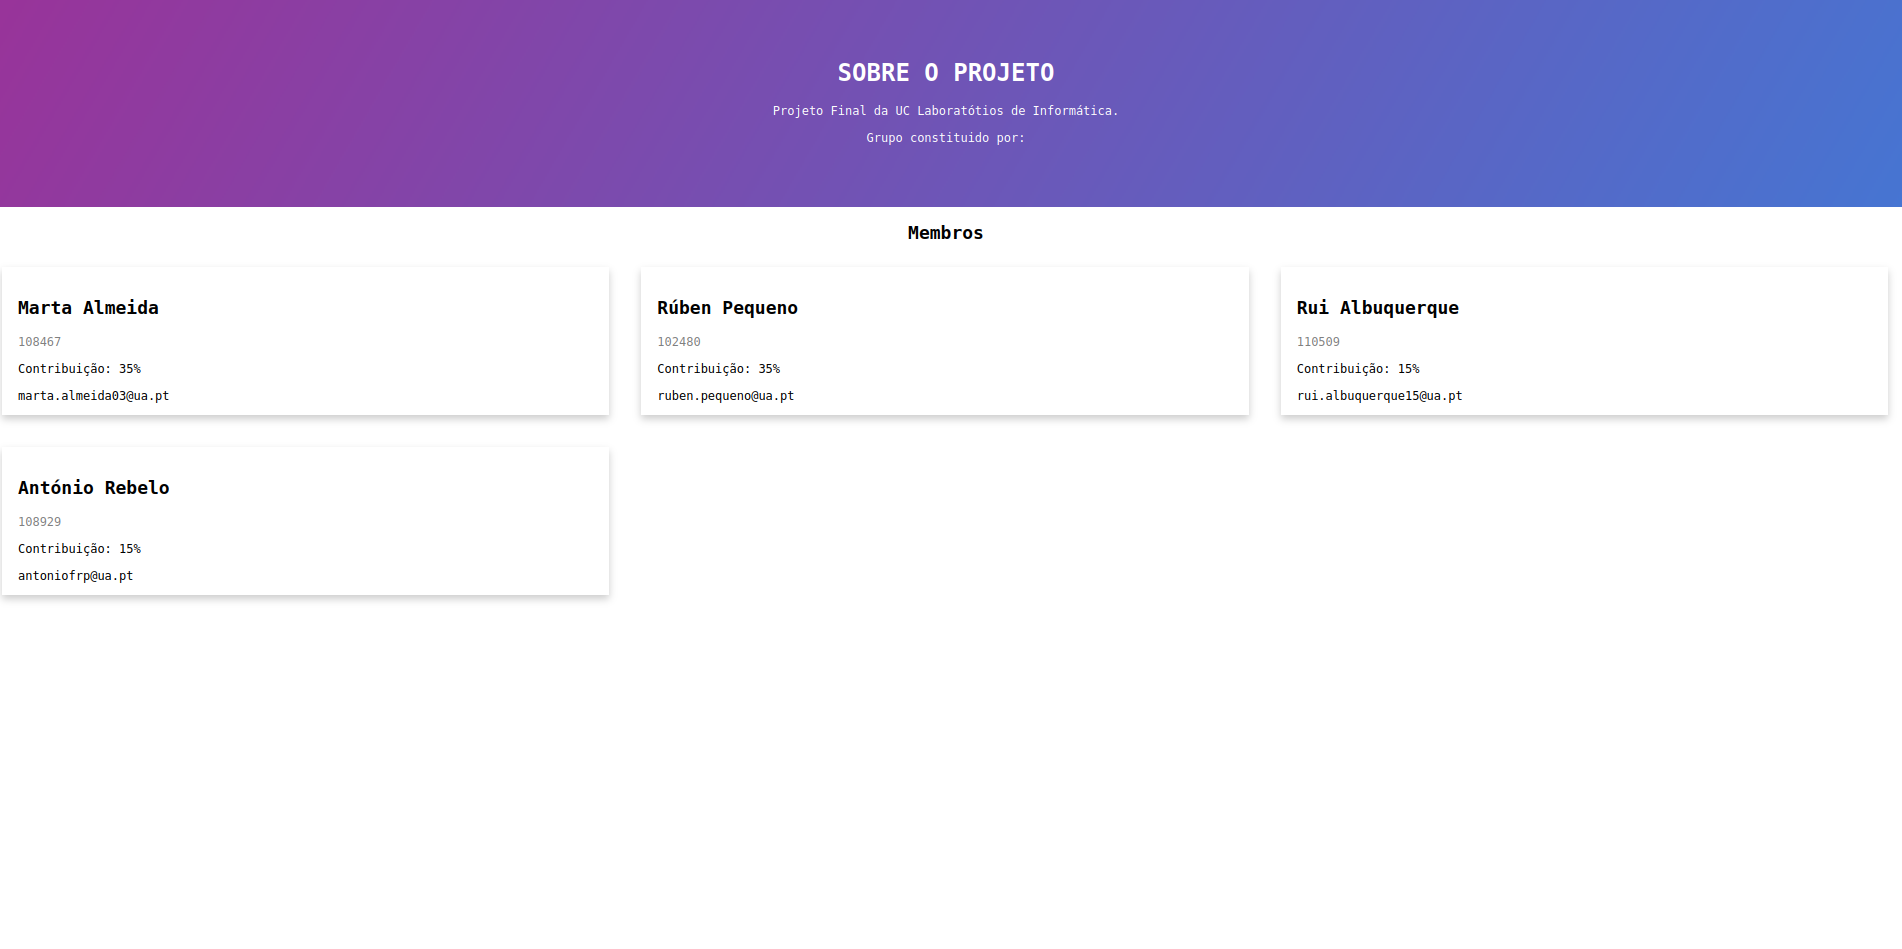 SOBRE O PROJETO
Projeto Final da UC Laboratótios de Informática.
Grupo constituido por:
Membros
Marta Almeida
108467
Contribuição: 35%
marta.almeida03@ua.pt
Rúben Pequeno
102480
Contribuição: 35%
ruben.pequeno@ua.pt
Rui Albuquerque
110509
Contribuição: 15%
rui.albuquerque15@ua.pt
António Rebelo
108929
Contribuição: 15%
antoniofrp@ua.pt